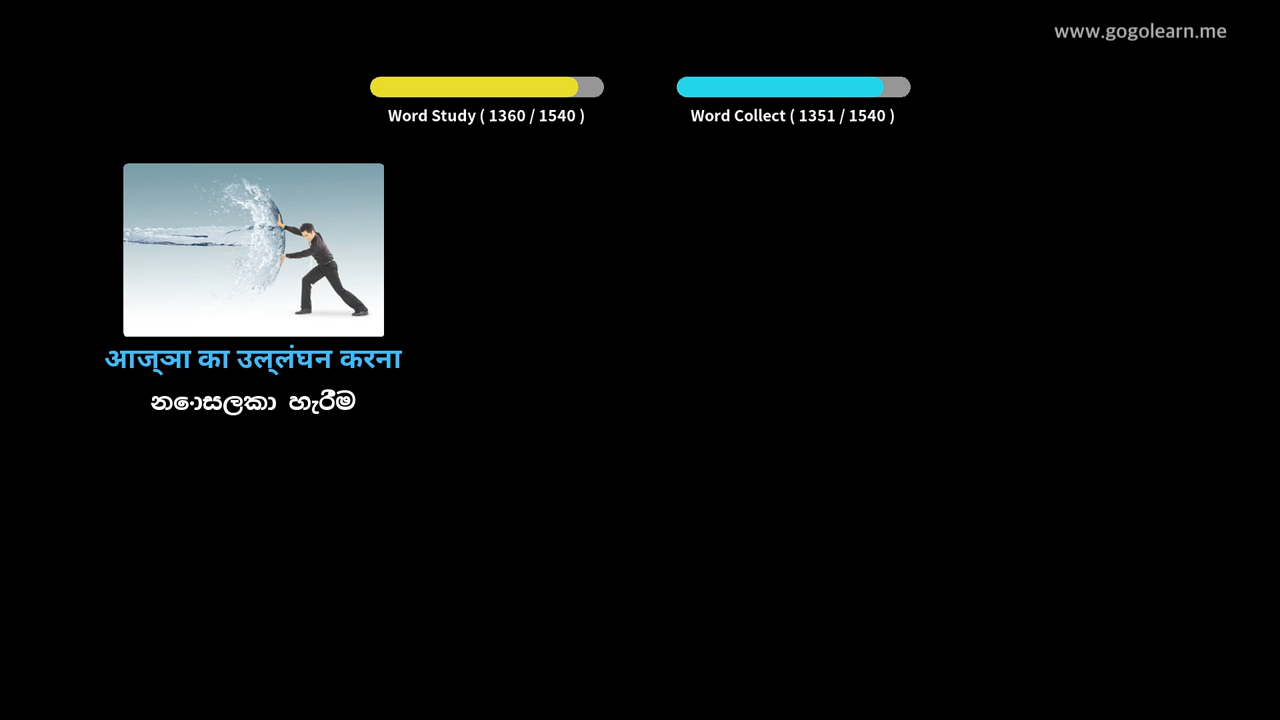 www.gogolearn.me
Word Study ( 1360 / 1540 )
Word Collect ( 1351 / 1540 )
आज्ञा का उल्लंघन करना
නොසලකා හැරීම